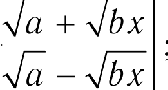 √a + √bx |
√a − √bx | ;